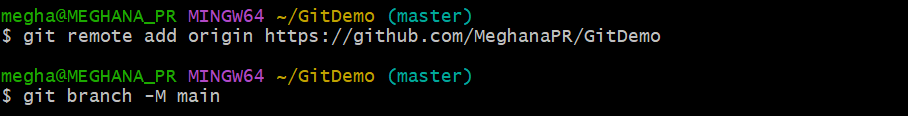 megha@MEGHANA_PR MINGW64 ~/GitDemo (master)
$ git remote add origin https://github.com/MeghanaPR/GitDemo
megha@MEGHANA_PR MINGW64 ~/GitDemo (master)
$ git branch -M main